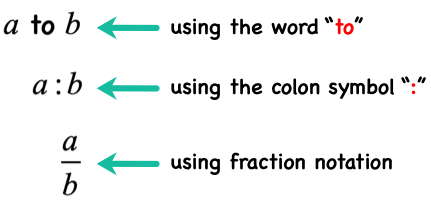 a to b using the word “to”
a : b using the colon symbol “:”
a
b
using fraction notation